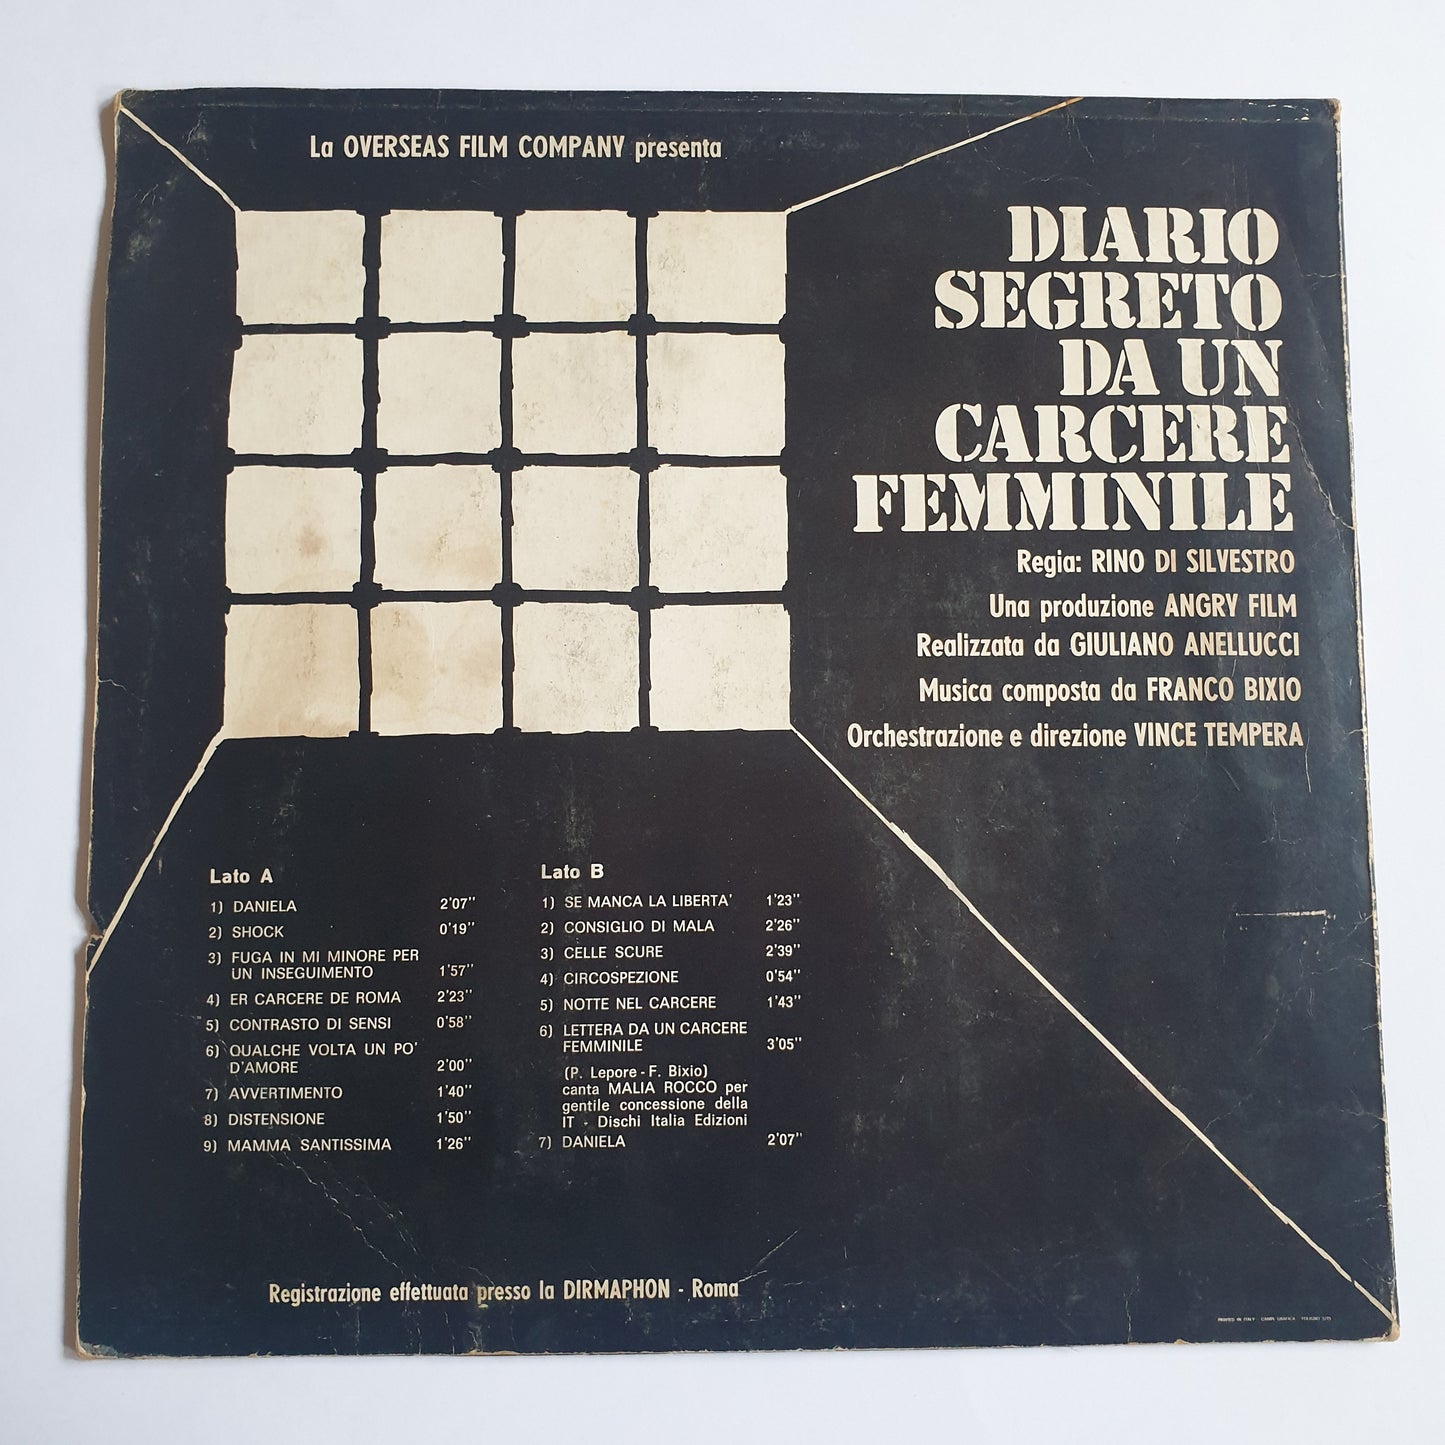 La OVERSEAS FILM COMPANY presenta
DIARIO
SEGRETO
DA UN
CARCERE
FEMMINILE
Regia: RINO DI SILVESTRO
Una produzione ANGRY FILM
Realizzata da GIULIANO ANELLUCCI
Musica composta da FRANCO BIXIO
Orchestrazione e direzione VINCE TEMPERA
Lato A
1) DANIELA 2'07''
2) SHOCK 0'19''
3) FUGA IN MI MINORE PER
UN INSEGUIMENTO 1'57''
4) ER CARCERE DE ROMA 2'23''
5) CONTRASTO DI SENSI 0'58''
6) QUALCHE VOLTA UN PO'
D'AMORE 2'00''
7) AVVERTIMENTO 1'40''
8) DISTENSIONE 1'50''
9) MAMMA SANTISSIMA 1'26''
Lato B
1) SE MANCA LA LIBERTA' 1'23''
2) CONSIGLIO DI MALA 2'26''
3) CELLE SCURE 2'39''
4) CIRCOSPEZIONE 0'54''
5) NOTTE NEL CARCERE 1'43''
6) LETTERA DA UN CARCERE
FEMMINILE 3'05''
(P. Lepore - F. Bixio)
canta MALIA ROCCO per
gentile concessione della
IT - Dischi Italia Edizioni
7) DANIELA 2'07''
Registrazione effettuata presso la DIRMAPHON - Roma
PRINTED IN ITALY